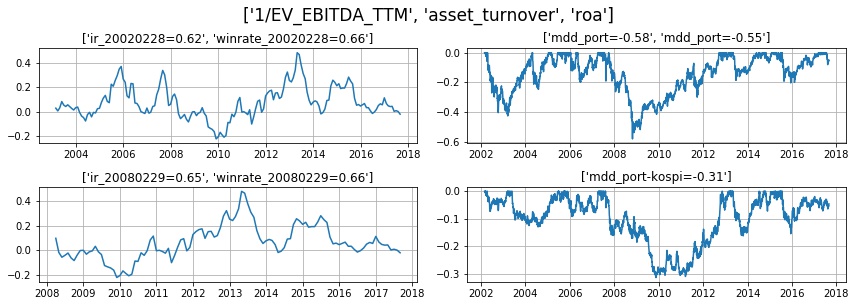 ['1/EV_EBITDA_TTM', 'asset_turnover', 'roa']
['ir_20020228=0.62', 'winrate_20020228=0.66']
0.4
0.2
0.0
−0.2
2004 2006 2008 2010 2012 2014 2016 2018
['mdd_port=-0.58', 'mdd_port=-0.55']
0.0
−0.2
−0.4
−0.6
2002 2004 2006 2008 2010 2012 2014 2016 2018
['ir_20080229=0.65', 'winrate_20080229=0.66']
0.4
0.2
0.0
−0.2
2008 2009 2010 2011 2012 2013 2014 2015 2016 2017 2018
['mdd_port-kospi=-0.31']
0.0
−0.1
−0.2
−0.3
2002 2004 2006 2008 2010 2012 2014 2016 2018